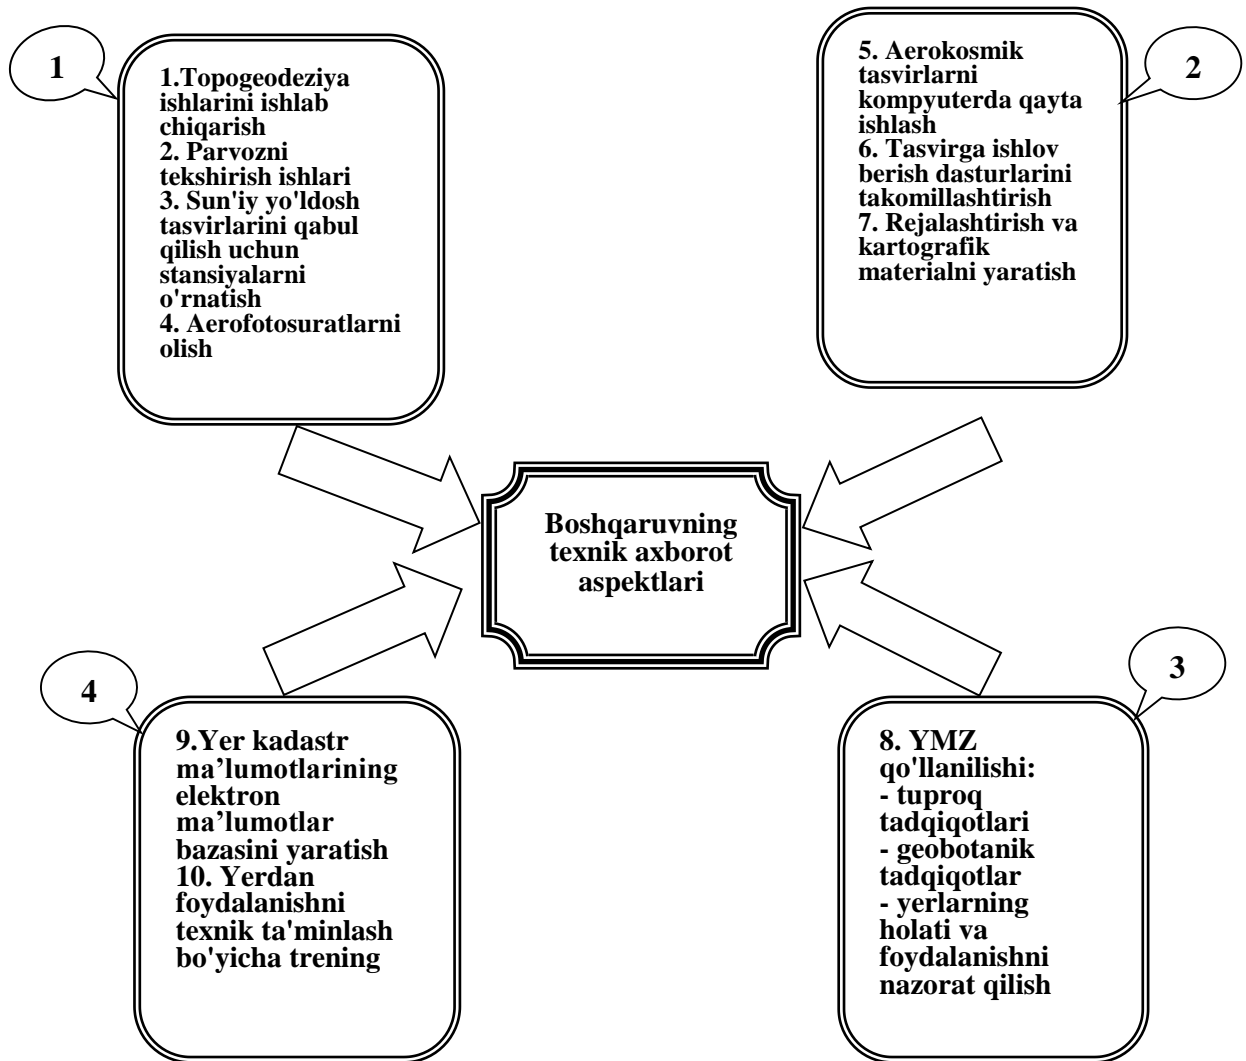 1
1.Topogeodeziya
ishlarini ishlab
chiqarish
2. Parvozni
tekshirish ishlari
3. Sun'iy yo'ldosh
tasvirlarini qabul
qilish uchun
stansiyalarni
o'rnatish
4. Aerofotosuratlarni
olish
2
5. Aerokosmik
tasvirlarni
kompyuterda qayta
ishlash
6. Tasvirga ishlov
berish dasturlarini
takomillashtirish
7. Rejalashtirish va
kartografik
materialni yaratish
Boshqaruvning
texnik axborot
aspektlari
4
9.Yer kadastr
ma’lumotlarining
elektron
ma’lumotlar
bazasini yaratish
10. Yerdan
foydalanishni
texnik ta'minlash
bo'yicha trening
3
8. YMZ
qo'llanilishi:
- tuproq
tadqiqotlari
- geobotanik
tadqiqotlar
- yerlarning
holati va
foydalanishni
nazorat qilish